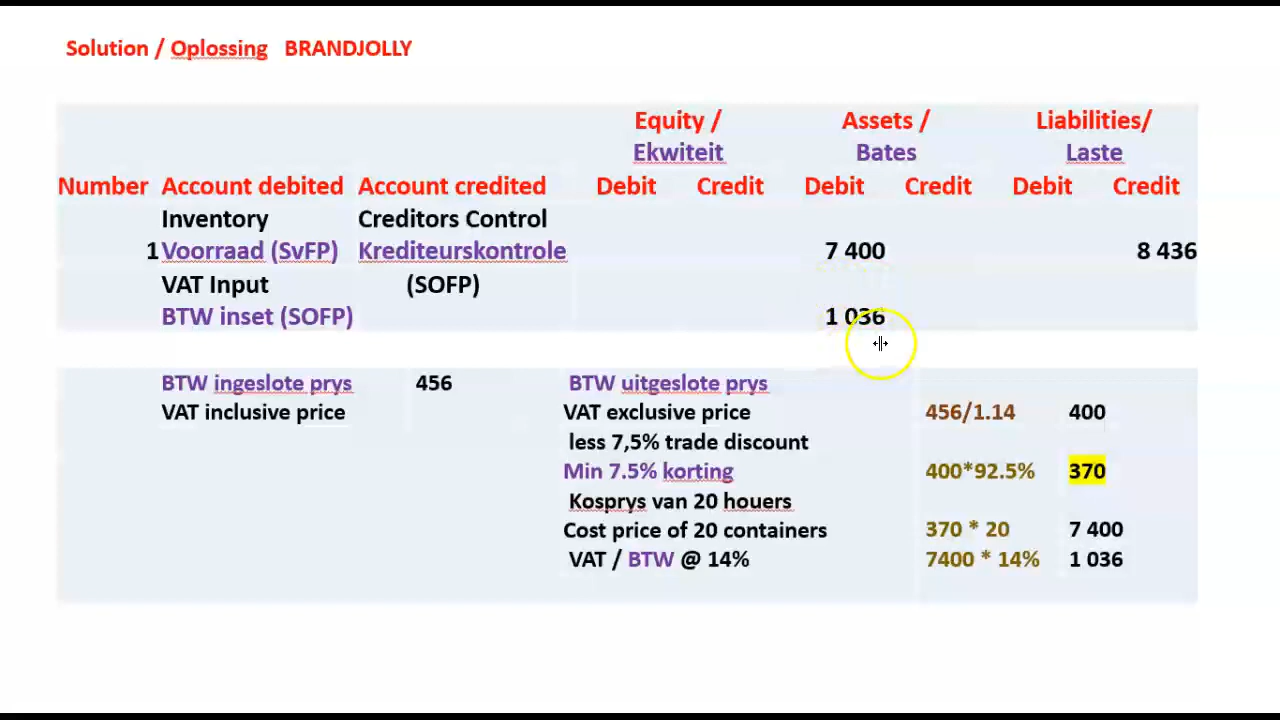 Solution / Oplossing BRANDJOLLY
Equity / Assets / Liabilities/
Ekwiteit Bates Laste
Number Account debited Account credited Debit Credit Debit Credit Debit Credit
Inventory Creditors Control
1 Voorraad (SvFP) Krediteurskontrole 7 400 8 436
VAT Input (SOFP)
BTW inset (SOFP) 1 036
BTW ingeslote prys 456 BTW uitgeslote prys
VAT inclusive price VAT exclusive price 456/1.14 400
less 7,5% trade discount
Min 7.5% korting 400*92.5% 370
Kosprys van 20 houers
Cost price of 20 containers 370 * 20 7 400
VAT / BTW @ 14% 7400 * 14% 1 036